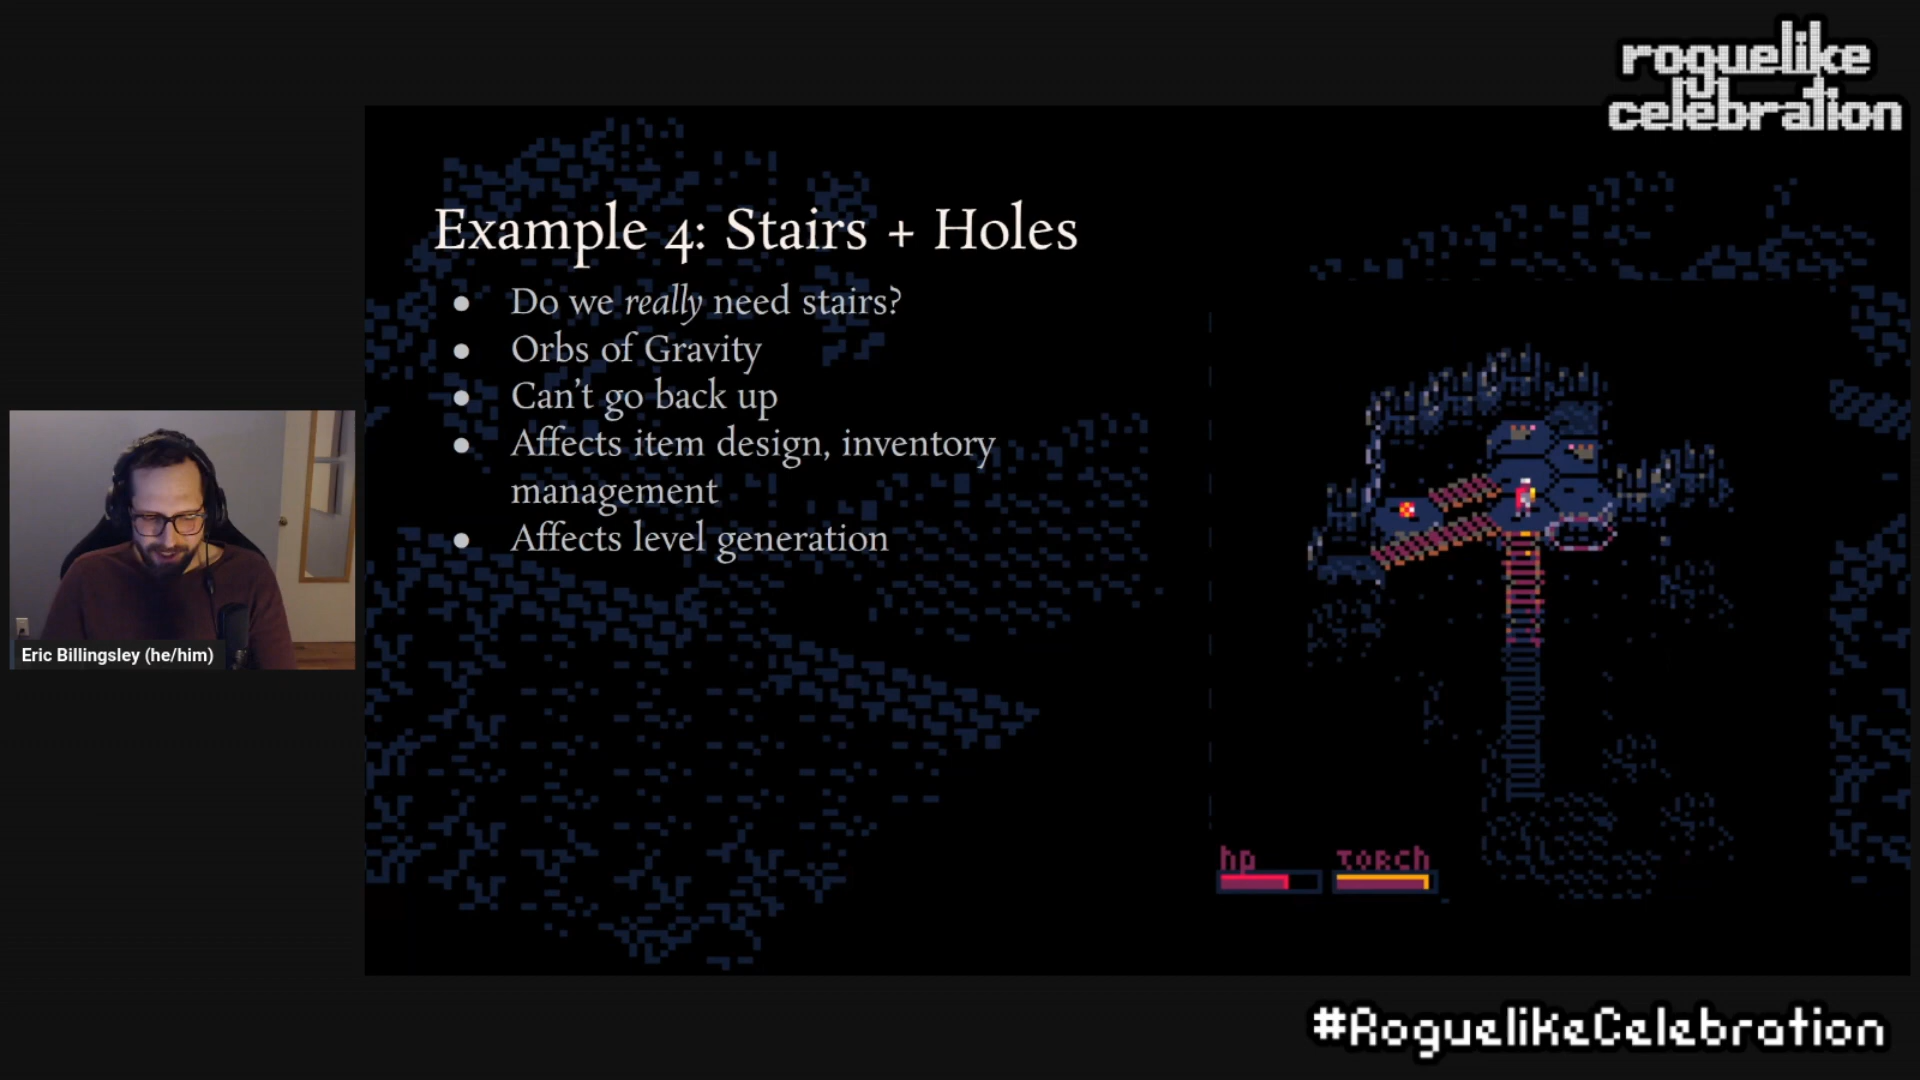 roguelike
celebration
Example 4: Stairs + Holes
● Do we really need stairs?
● Orbs of Gravity
● Can't go back up
● Affects item design, inventory
management
● Affects level generation
Eric Billingsley (he/him)
hp
TORCh
#RoguelikeCelebration